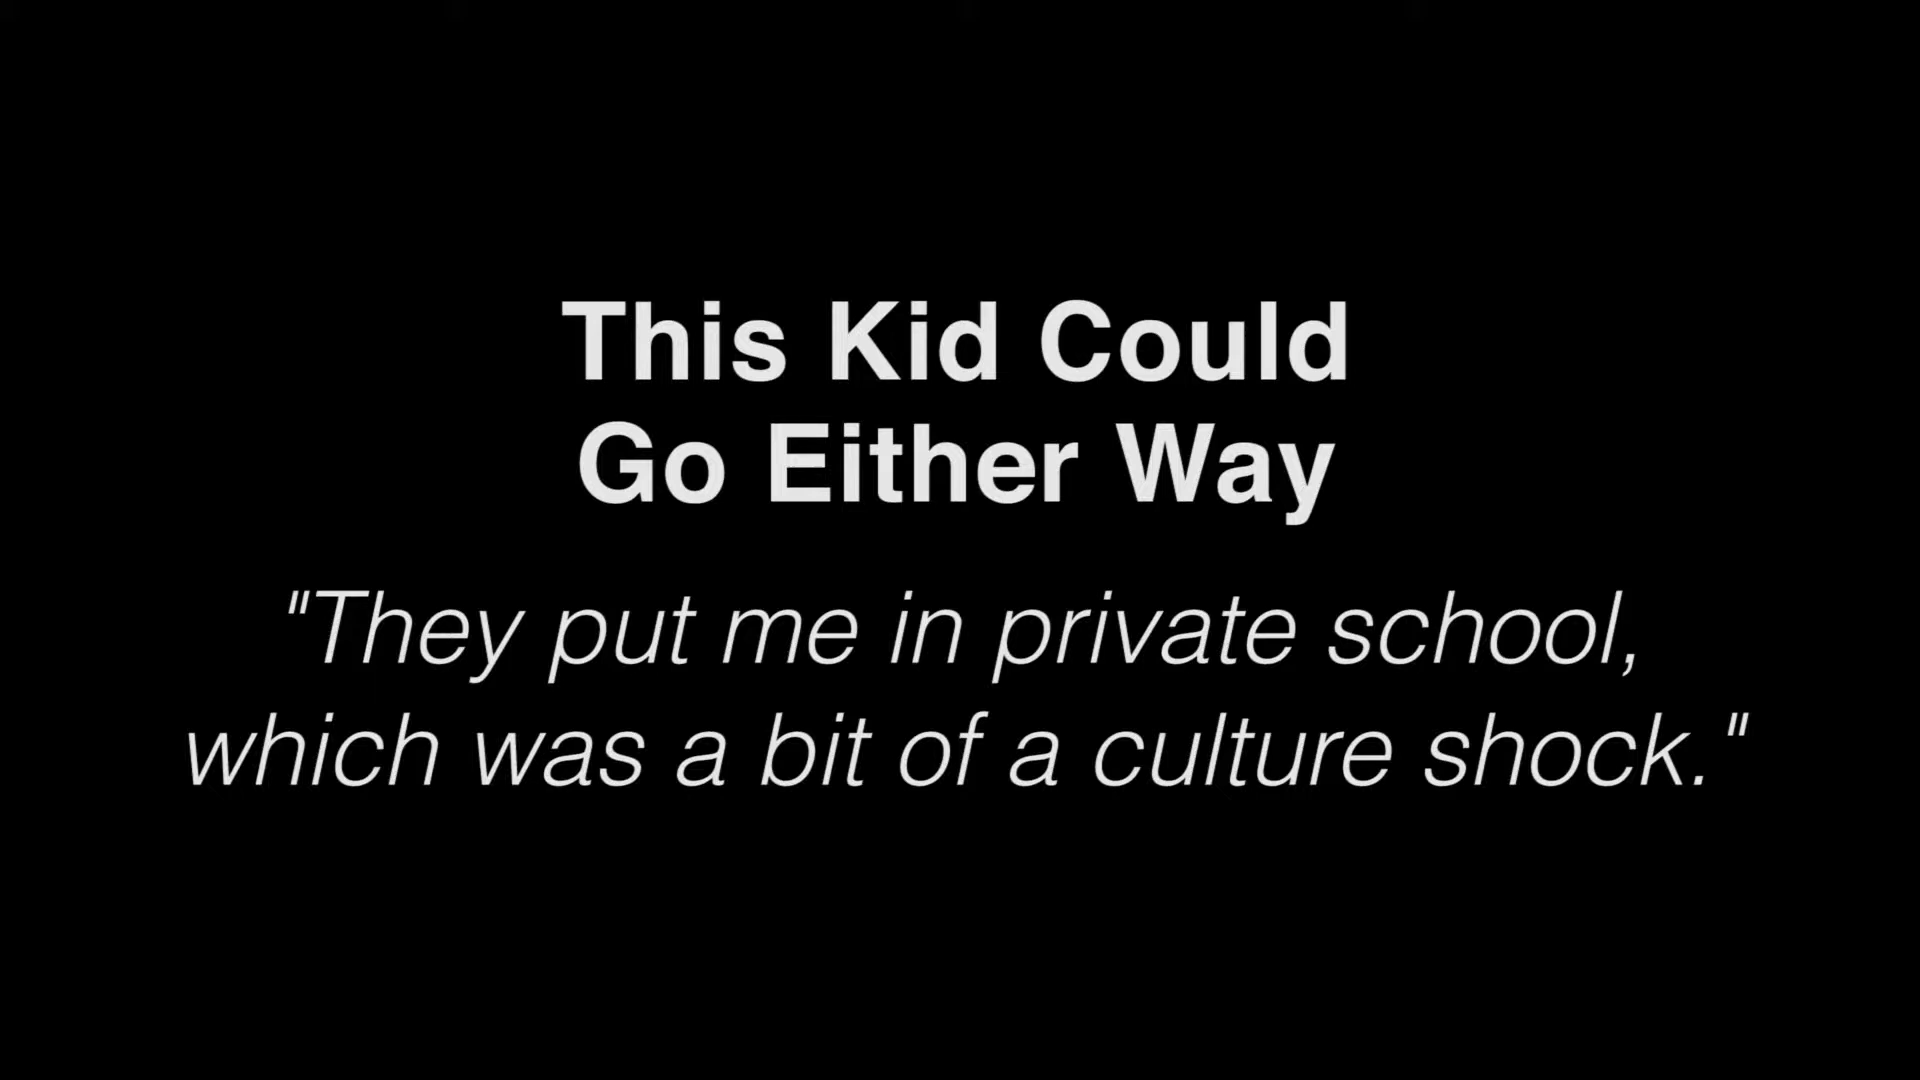 This Kid Could
Go Either Way
"They put me in private school,
which was a bit of a culture shock."